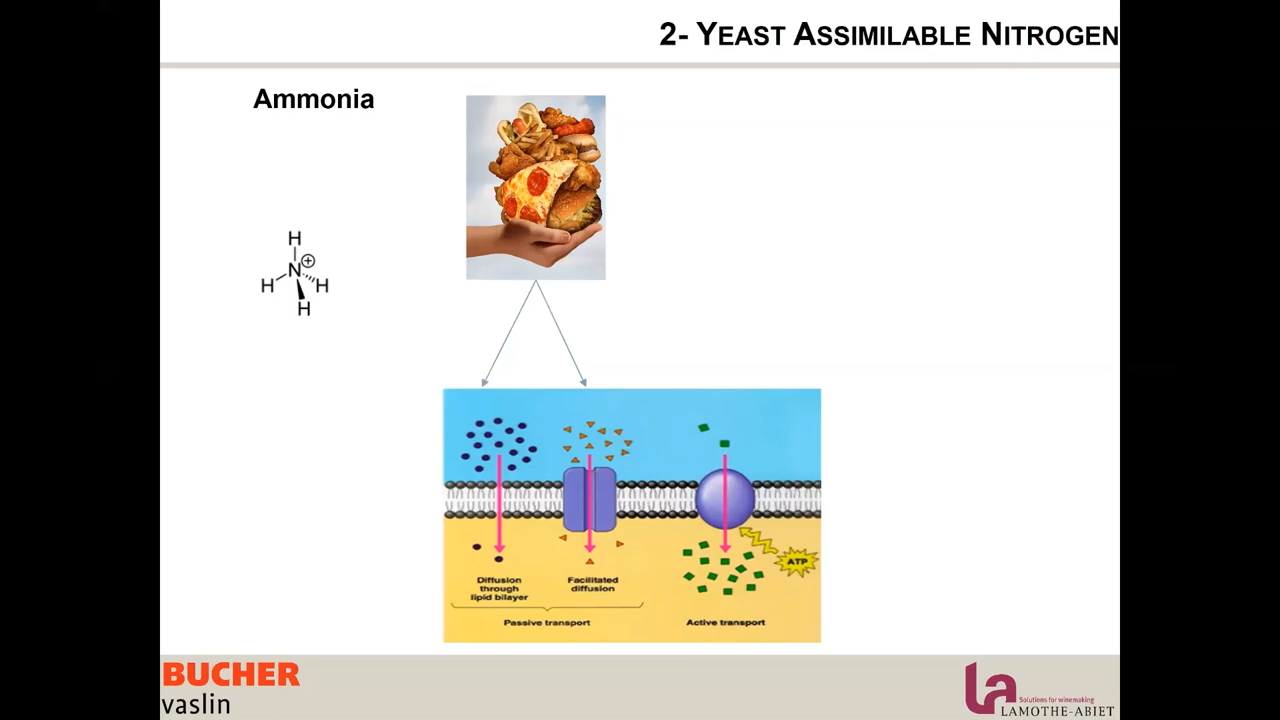 2- YEAST ASSIMILABLE NITROGEN
Ammonia
H
N
+
H
H
H
ATP
Diffusion
through
lipid bilayer
Facilitated
diffusion
Passive transport
Active transport
BUCHER
vaslin
La
Solutions for winemaking
LAMOTHE-ABIET